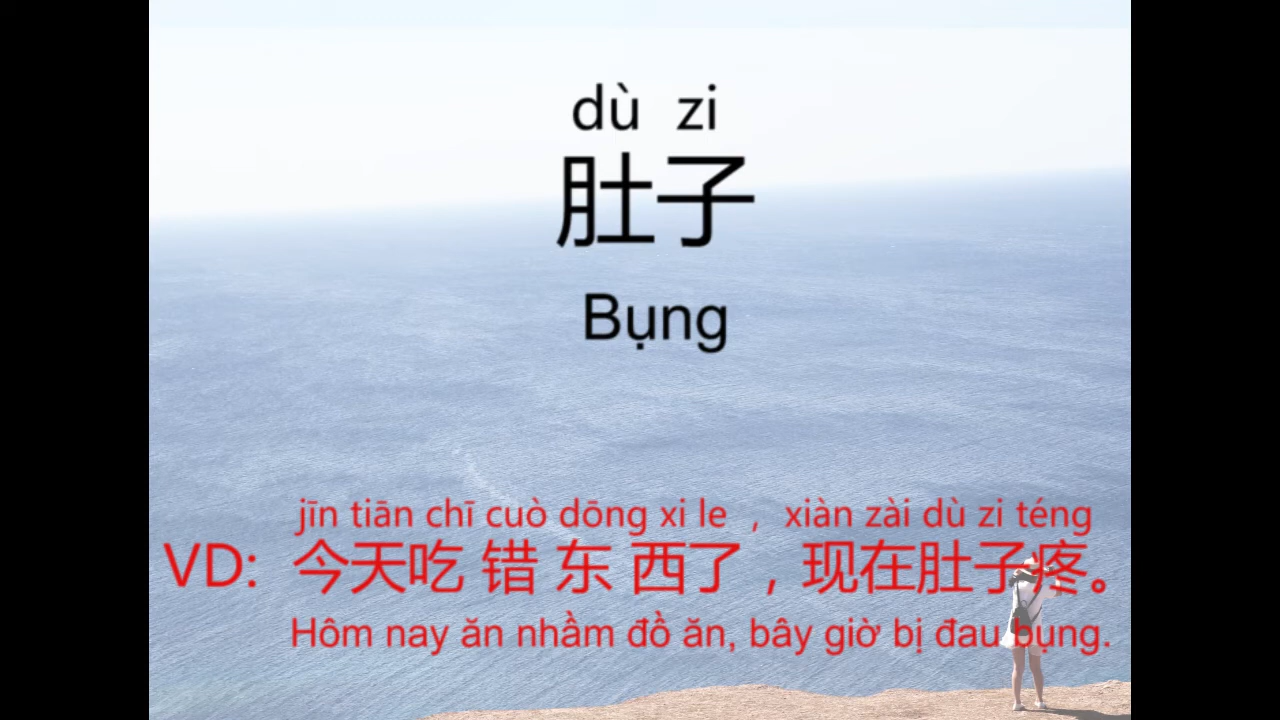 dù zi
肚子
Bụng
jīn tiān chī cuò dōng xi le ， xiàn zài dù zi téng
VD: 今天吃 错 东 西了，现在肚子疼。
Hôm nay ăn nhầm đồ ăn, bây giờ bị đau bụng.